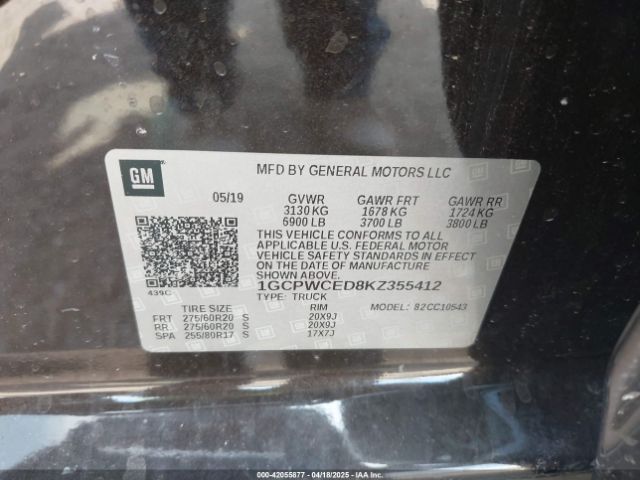 GM
MFD BY GENERAL MOTORS LLC
05/19 GVWR GAWR FRT GAWR RR
3130 KG 1678 KG 1724 KG
6900 LB 3700 LB 3800 LB
THIS VEHICLE CONFORMS TO ALL
APPLICABLE U.S. FEDERAL MOTOR
VEHICLE SAFETY STANDARDS IN EFFECT
ON THE DATE OF MANUFACTURE
SHOWN ABOVE.
439C
1GCPWCED8KZ355412
TYPE: TRUCK MODEL: 82CC10543
TIRE SIZE RIM
FRT 275/60R20 S 20X9J
RR. 275/60R20 S 20X9J
SPA 255/80R17 S 17X7J
000-42055877 - 04/18/2025 - IAAI.COM